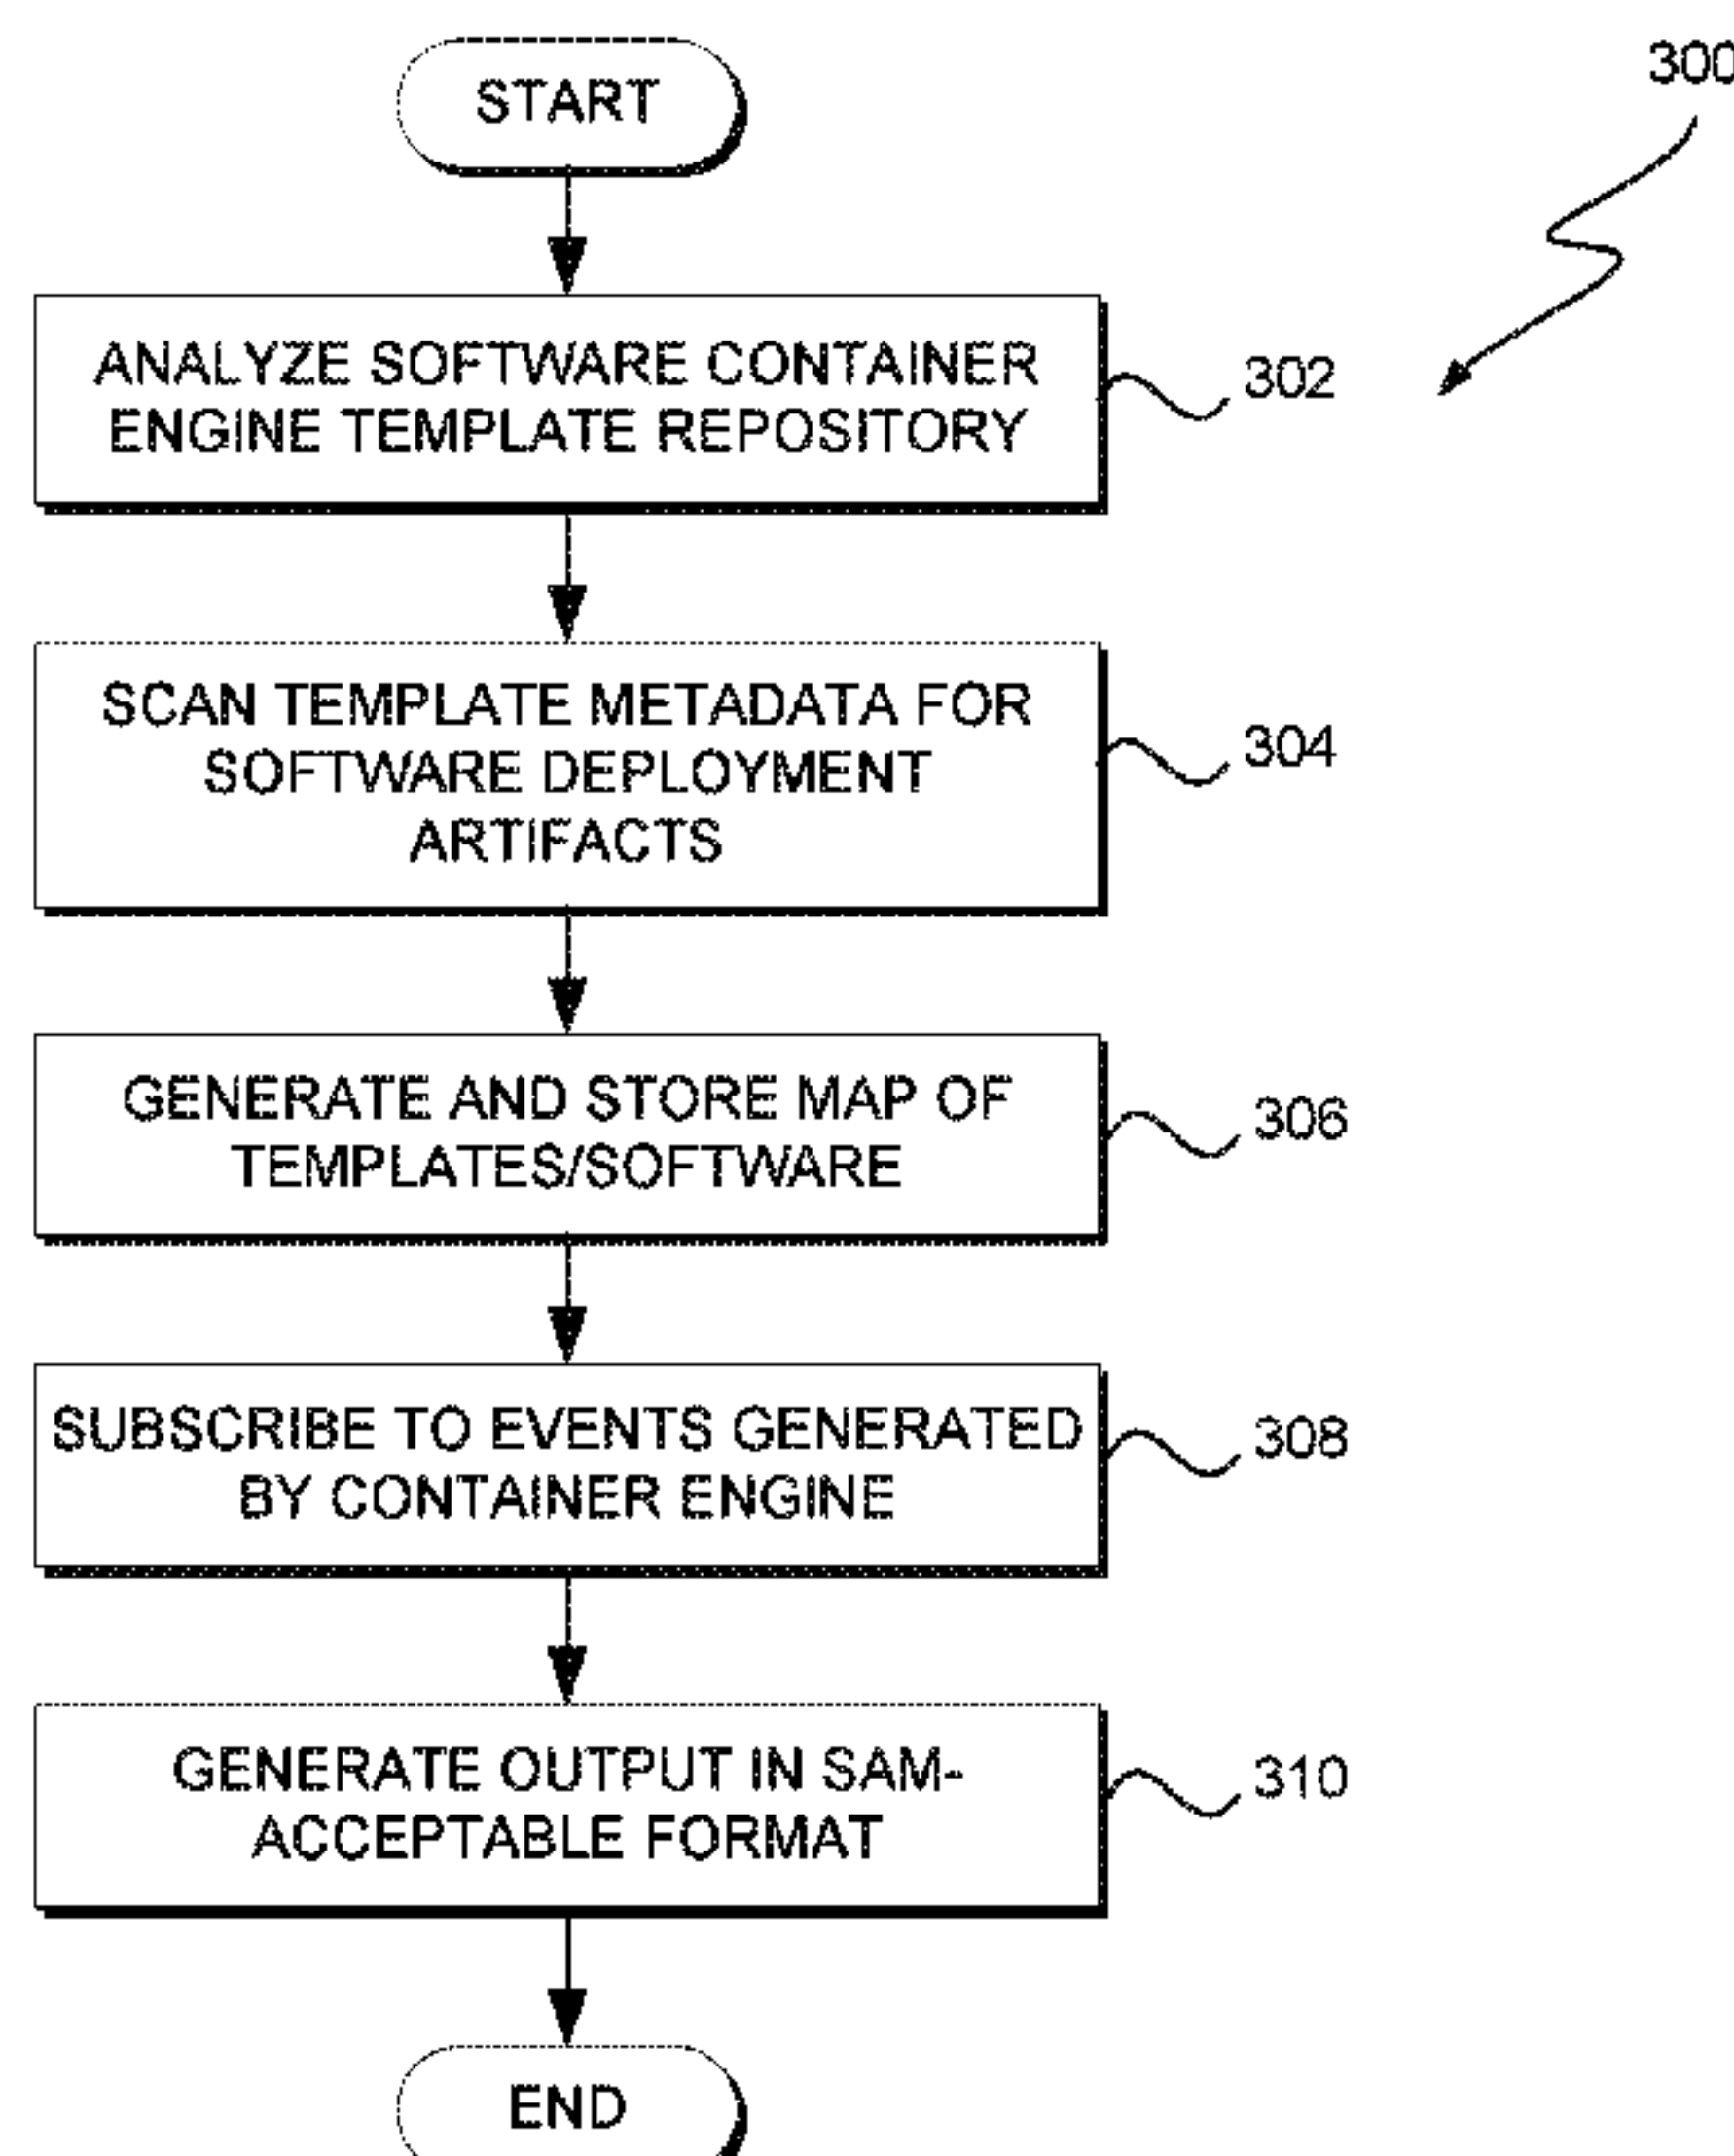 START
300
ANALYZE SOFTWARE CONTAINER
ENGINE TEMPLATE REPOSITORY
302
SCAN TEMPLATE METADATA FOR
SOFTWARE DEPLOYMENT
ARTIFACTS
304
GENERATE AND STORE MAP OF
TEMPLATES/SOFTWARE
306
SUBSCRIBE TO EVENTS GENERATED
BY CONTAINER ENGINE
308
GENERATE OUTPUT IN SAM-
ACCEPTABLE FORMAT
310
END